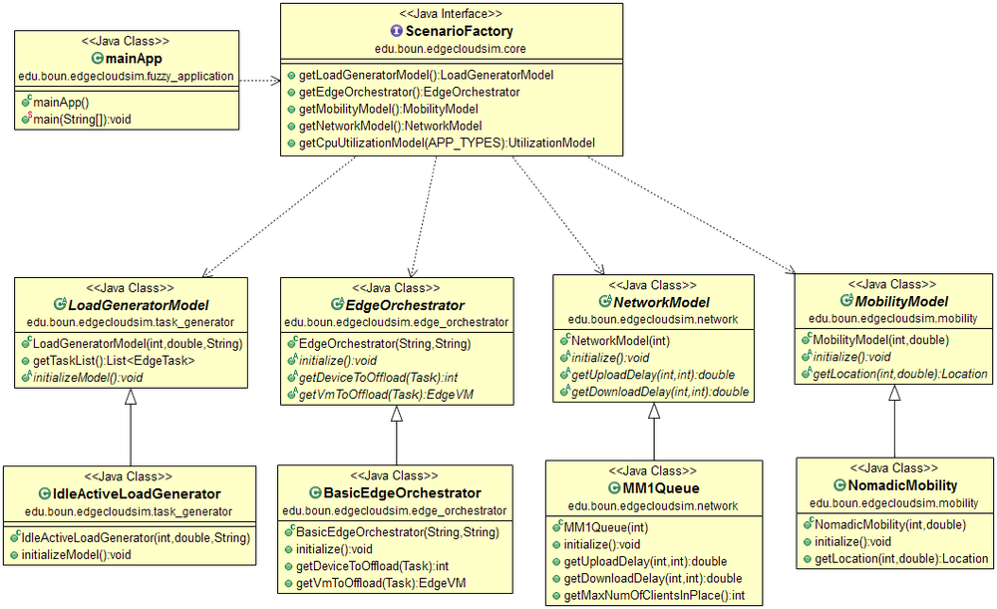 <<Java Class>>
mainApp
edu.boun.edgecloudsim.fuzzy_application
mainApp()
main(String[]):void
<<Java Interface>>
ScenarioFactory
edu.boun.edgecloudsim.core
getLoadGeneratorModel():LoadGeneratorModel
getEdgeOrchestrator():EdgeOrchestrator
getMobilityModel():MobilityModel
getNetworkModel():NetworkModel
getCpuUtilizationModel(APP_TYPES):UtilizationModel
<<Java Class>>
LoadGeneratorModel
edu.boun.edgecloudsim.task_generator
LoadGeneratorModel(int,double,String)
getTaskList():List<EdgeTask>
initializeModel():void
<<Java Class>>
EdgeOrchestrator
edu.boun.edgecloudsim.edge_orchestrator
EdgeOrchestrator(String,String)
initialize():void
getDeviceToOffload(Task):int
getVmToOffload(Task):EdgeVM
<<Java Class>>
NetworkModel
edu.boun.edgecloudsim.network
NetworkModel(int)
initialize():void
getUploadDelay(int,int):double
getDownloadDelay(int,int):double
<<Java Class>>
MobilityModel
edu.boun.edgecloudsim.mobility
MobilityModel(int,double)
initialize():void
getLocation(int,double):Location
<<Java Class>>
IdleActiveLoadGenerator
edu.boun.edgecloudsim.task_generator
IdleActiveLoadGenerator(int,double,String)
initializeModel():void
<<Java Class>>
BasicEdgeOrchestrator
edu.boun.edgecloudsim.edge_orchestrator
BasicEdgeOrchestrator(String,String)
initialize():void
getDeviceToOffload(Task):int
getVmToOffload(Task):EdgeVM
<<Java Class>>
MM1Queue
edu.boun.edgecloudsim.network
MM1Queue(int)
initialize():void
getUploadDelay(int,int):double
getDownloadDelay(int,int):double
getMaxNumOfClientsInPlace():int
<<Java Class>>
NomadicMobility
edu.boun.edgecloudsim.mobility
NomadicMobility(int,double)
initialize():void
getLocation(int,double):Location